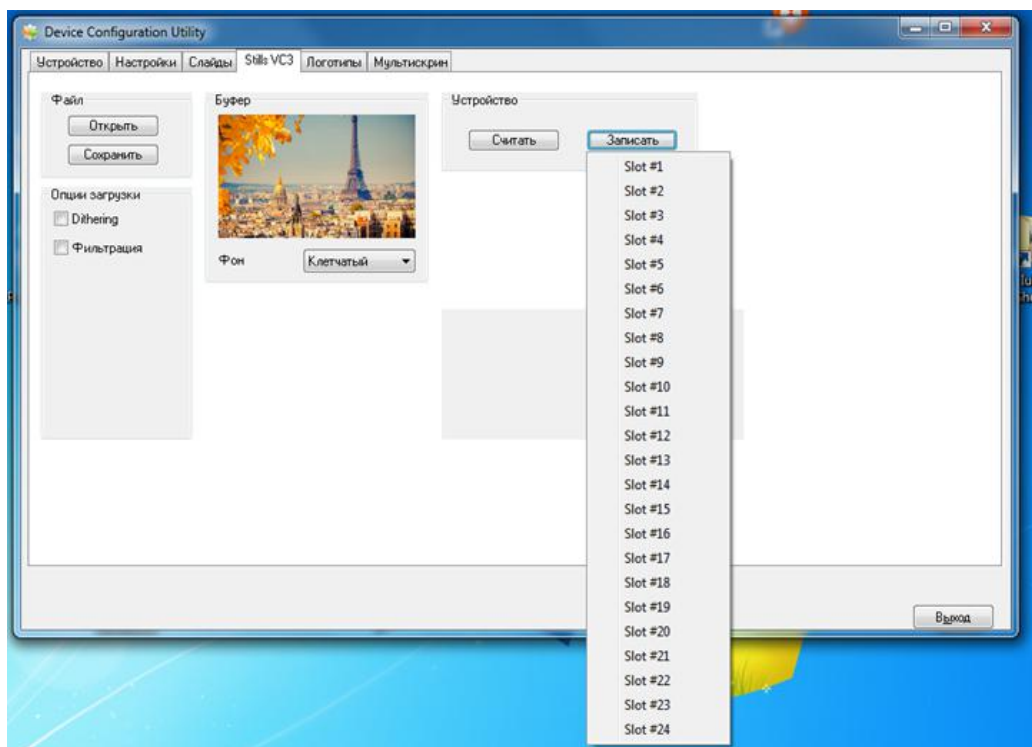 Device Configuration Utility
Устройство Настройки Слайды Stills VC3 Логотипы Мультискрин
Файл
Открыть
Сохранить
Опции загрузки
Dithering
Фильтрация
Буфер
Фон Клетчатый
Устройство
Считать Записать
Slot #1
Slot #2
Slot #3
Slot #4
Slot #5
Slot #6
Slot #7
Slot #8
Slot #9
Slot #10
Slot #11
Slot #12
Slot #13
Slot #14
Slot #15
Slot #16
Slot #17
Slot #18
Slot #19
Slot #20
Slot #21
Slot #22
Slot #23
Slot #24
Выход